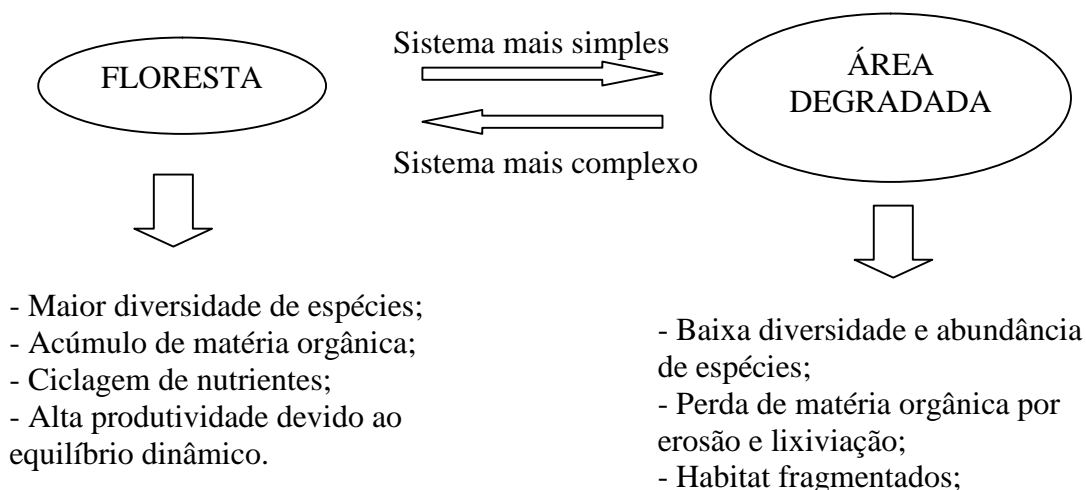 FLORESTA
Sistema mais simples
Sistema mais complexo
ÁREA
DEGRADADA
- Maior diversidade de espécies;
- Acúmulo de matéria orgânica;
- Ciclagem de nutrientes;
- Alta produtividade devido ao
equilíbrio dinâmico.
- Baixa diversidade e abundância
de espécies;
- Perda de matéria orgânica por
erosão e lixiviação;
- Habitat fragmentados;